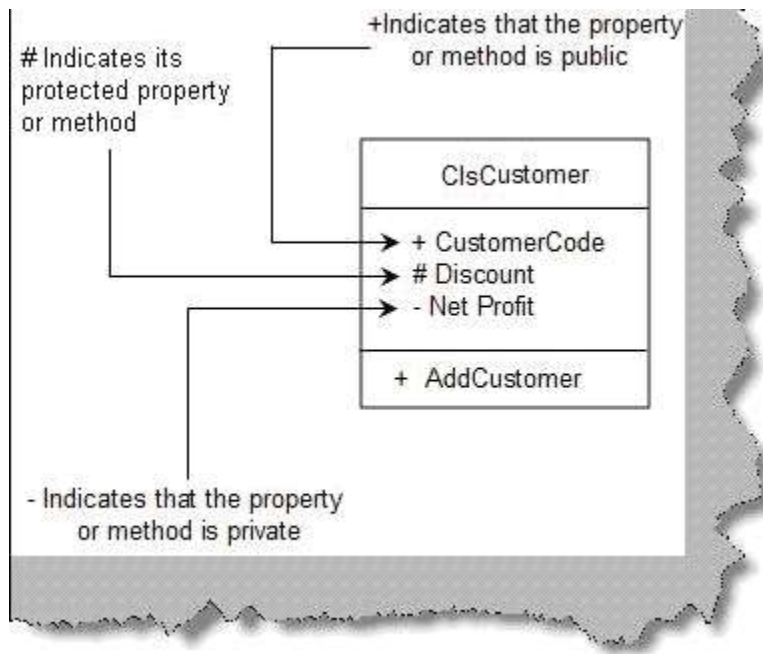 +Indicates that the property
or method is public
# Indicates its
protected property
or method
ClsCustomer
+ CustomerCode
# Discount
- Net Profit
+ AddCustomer
- Indicates that the property
or method is private